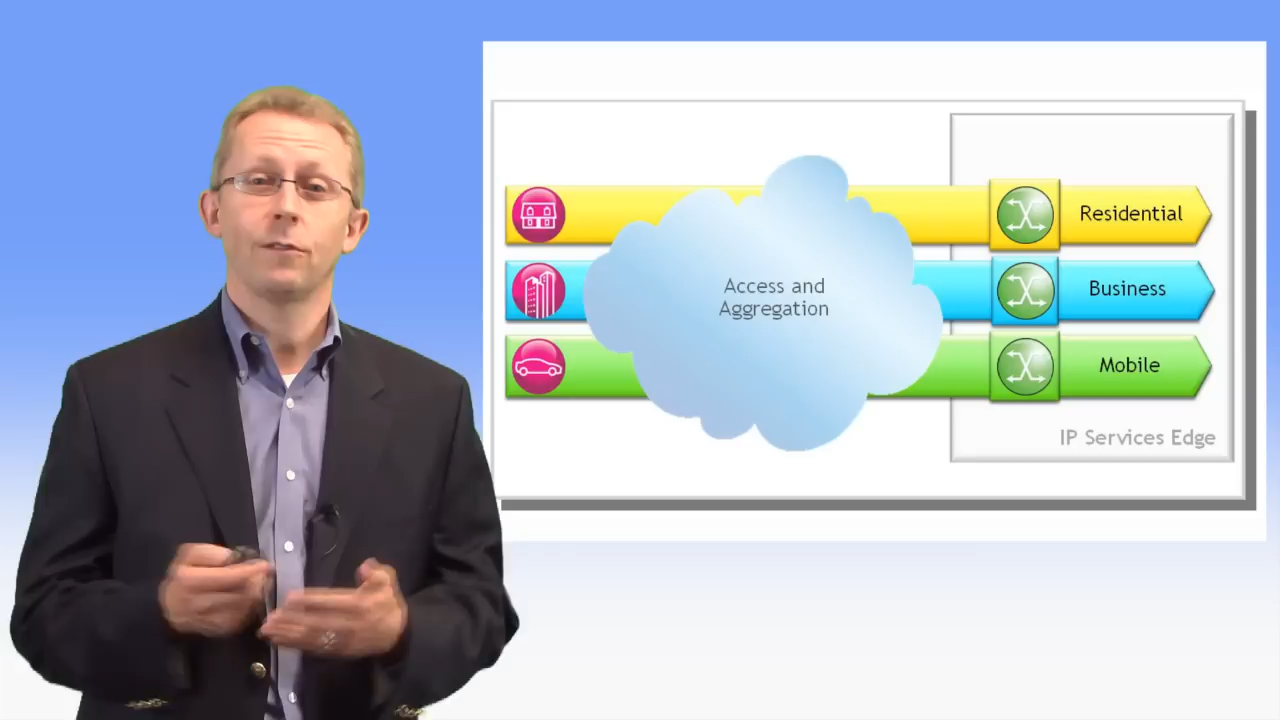 Residential
Access and
Aggregation
Business
Mobile
IP Services Edge